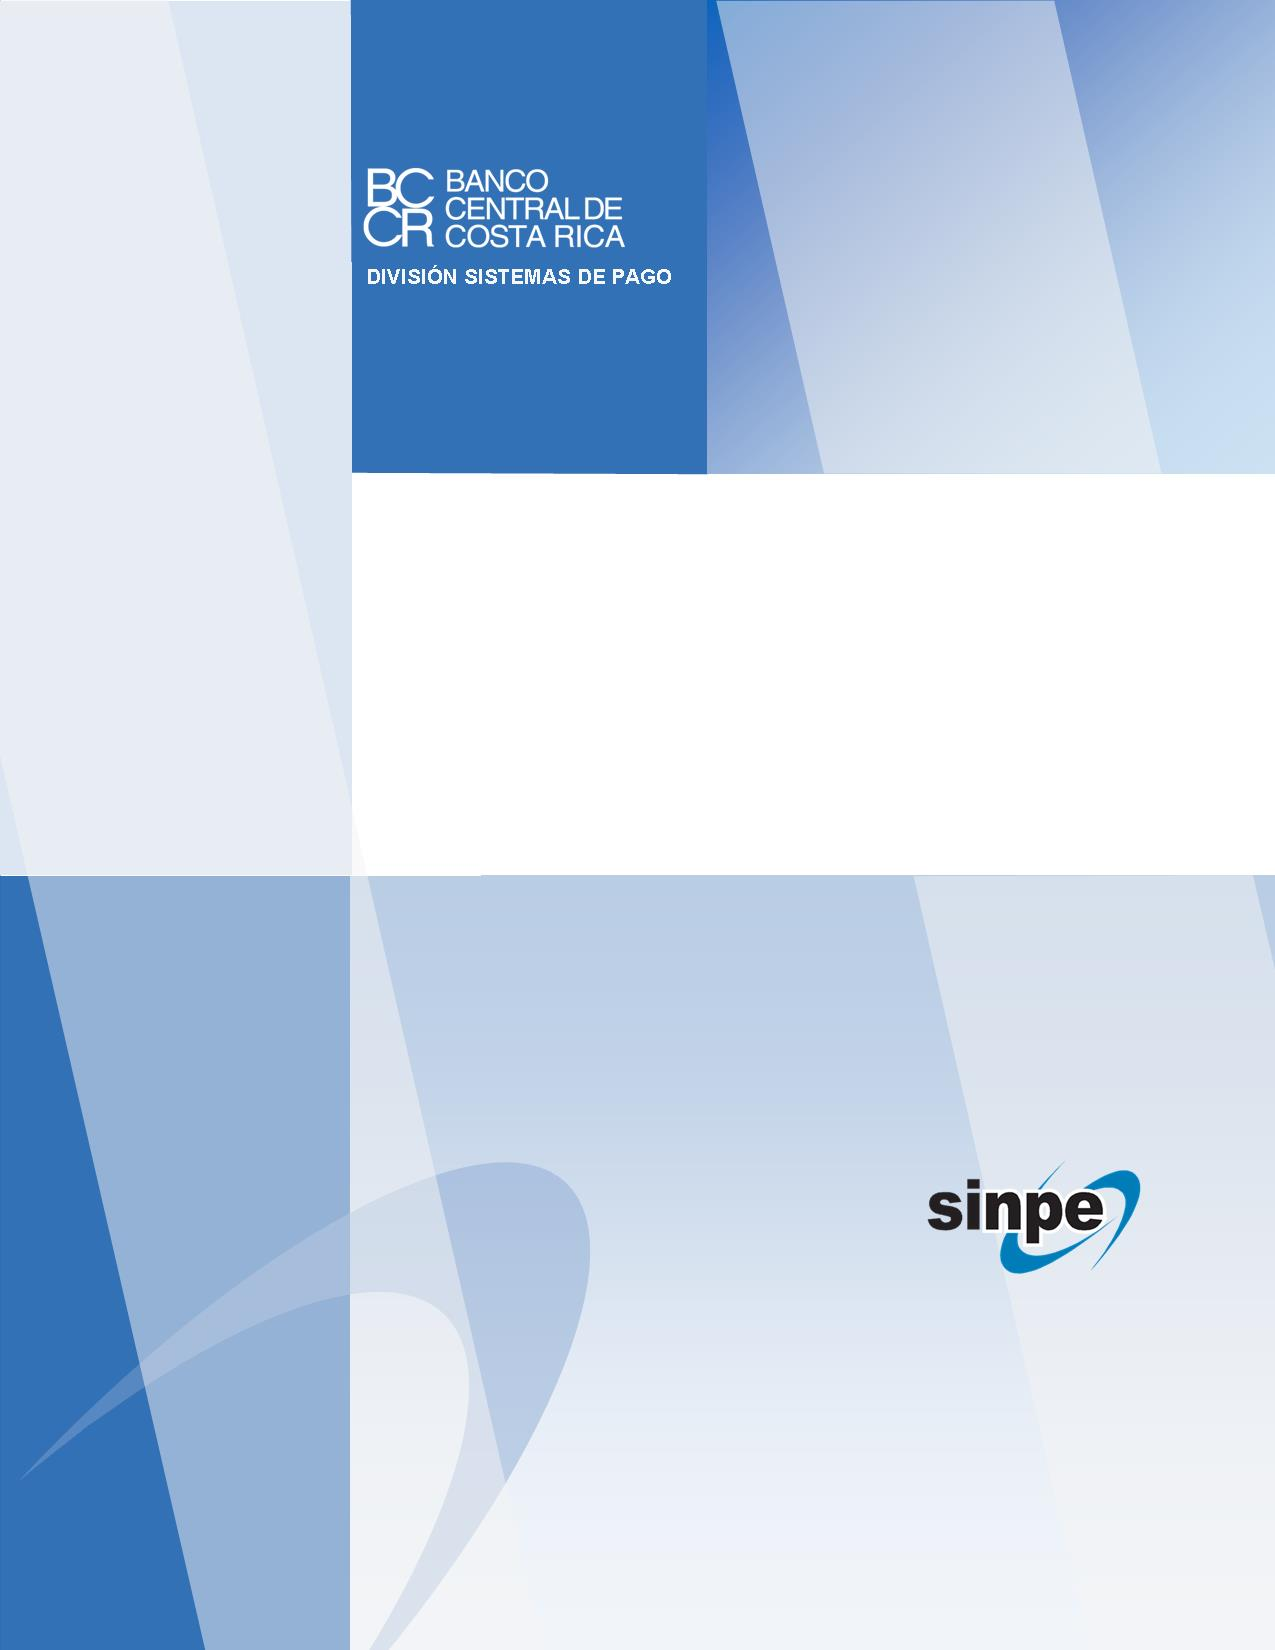 BC
CR
BANCO
CENTRAL DE
COSTA RICA
DIVISIÓN SISTEMAS DE PAGO
sinpe